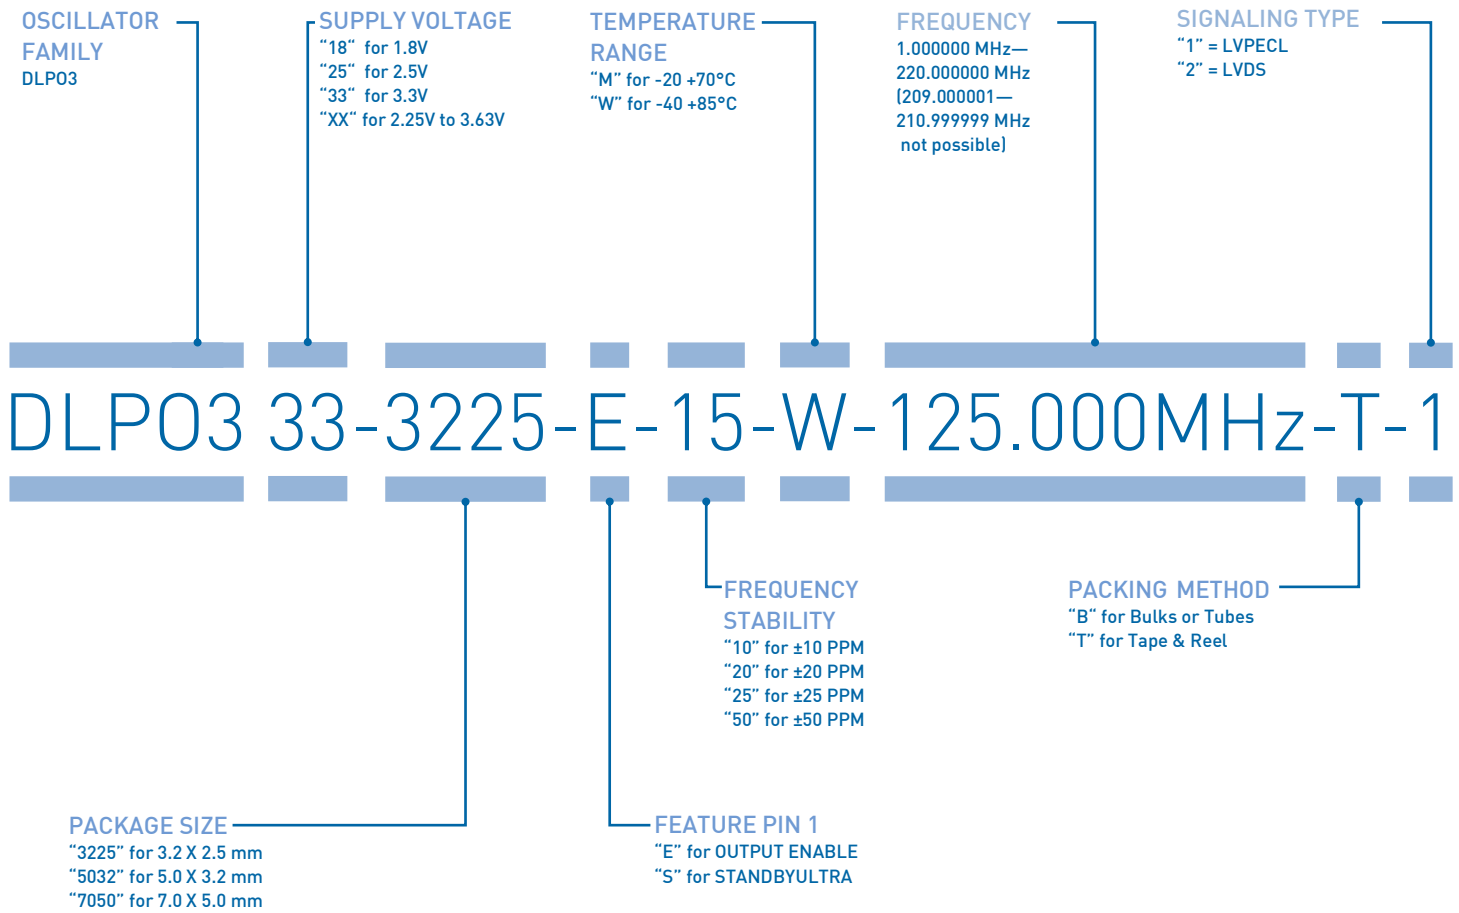 OSCILLATOR
FAMILY
DLPO3
SUPPLY VOLTAGE
“18“ for 1.8V
“25“ for 2.5V
“33“ for 3.3V
“XX“ for 2.25V to 3.63V
TEMPERATURE
RANGE
“M” for -20 +70°C
“W” for -40 +85°C
FREQUENCY
1.000000 MHz—
220.000000 MHz
(209.000001—
210.999999 MHz
not possible)
SIGNALING TYPE
“1” = LVPECL
“2” = LVDS
DLPO3 33-3225-E-15-W-125.000MHz-T-1
FREQUENCY
STABILITY
“10” for ±10 PPM
“20” for ±20 PPM
“25” for ±25 PPM
“50” for ±50 PPM
PACKING METHOD
“B“ for Bulks or Tubes
“T” for Tape & Reel
PACKAGE SIZE
“3225” for 3.2 X 2.5 mm
“5032” for 5.0 X 3.2 mm
“7050” for 7.0 X 5.0 mm
FEATURE PIN 1
“E” for OUTPUT ENABLE
“S” for STANDBYULTRA